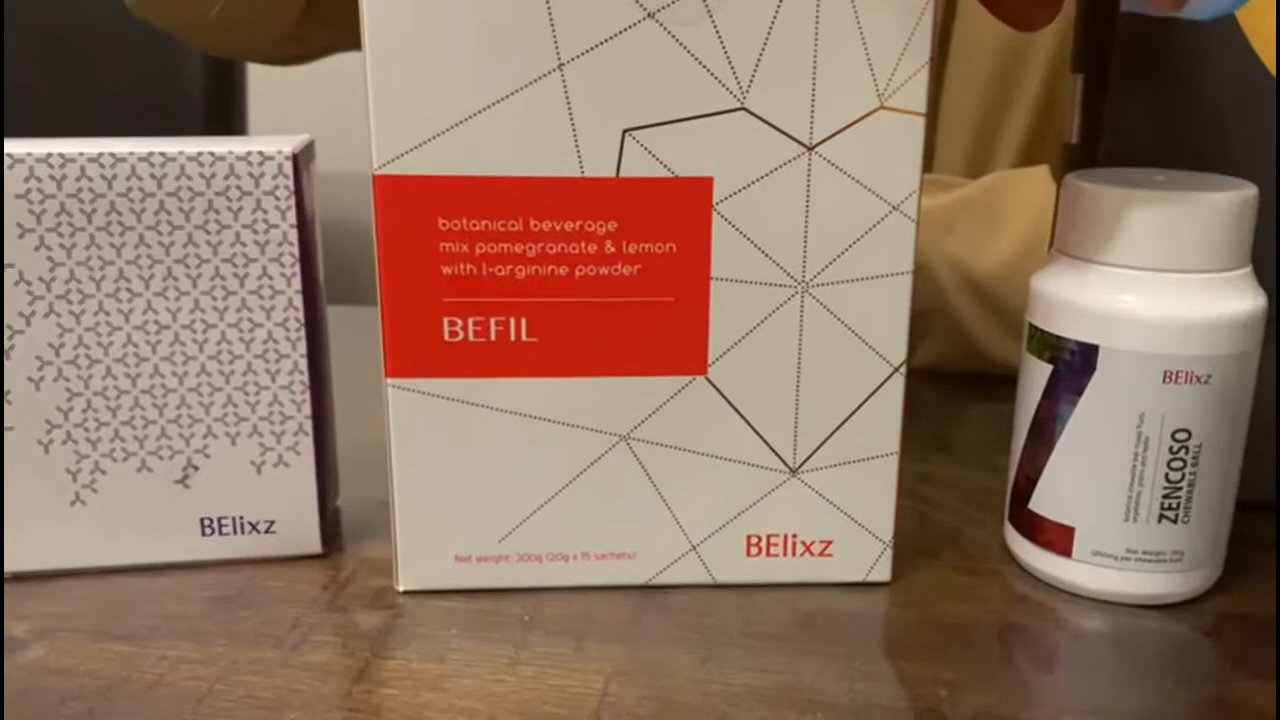 BElixz
botanical beverage
mix pomegranate & lemon
with l-arginine powder
BEFIL
Net weight: 300g (20g x 15 sachets)
BElixz
BElixz
ZENCOSO
CHEWABLE BALL